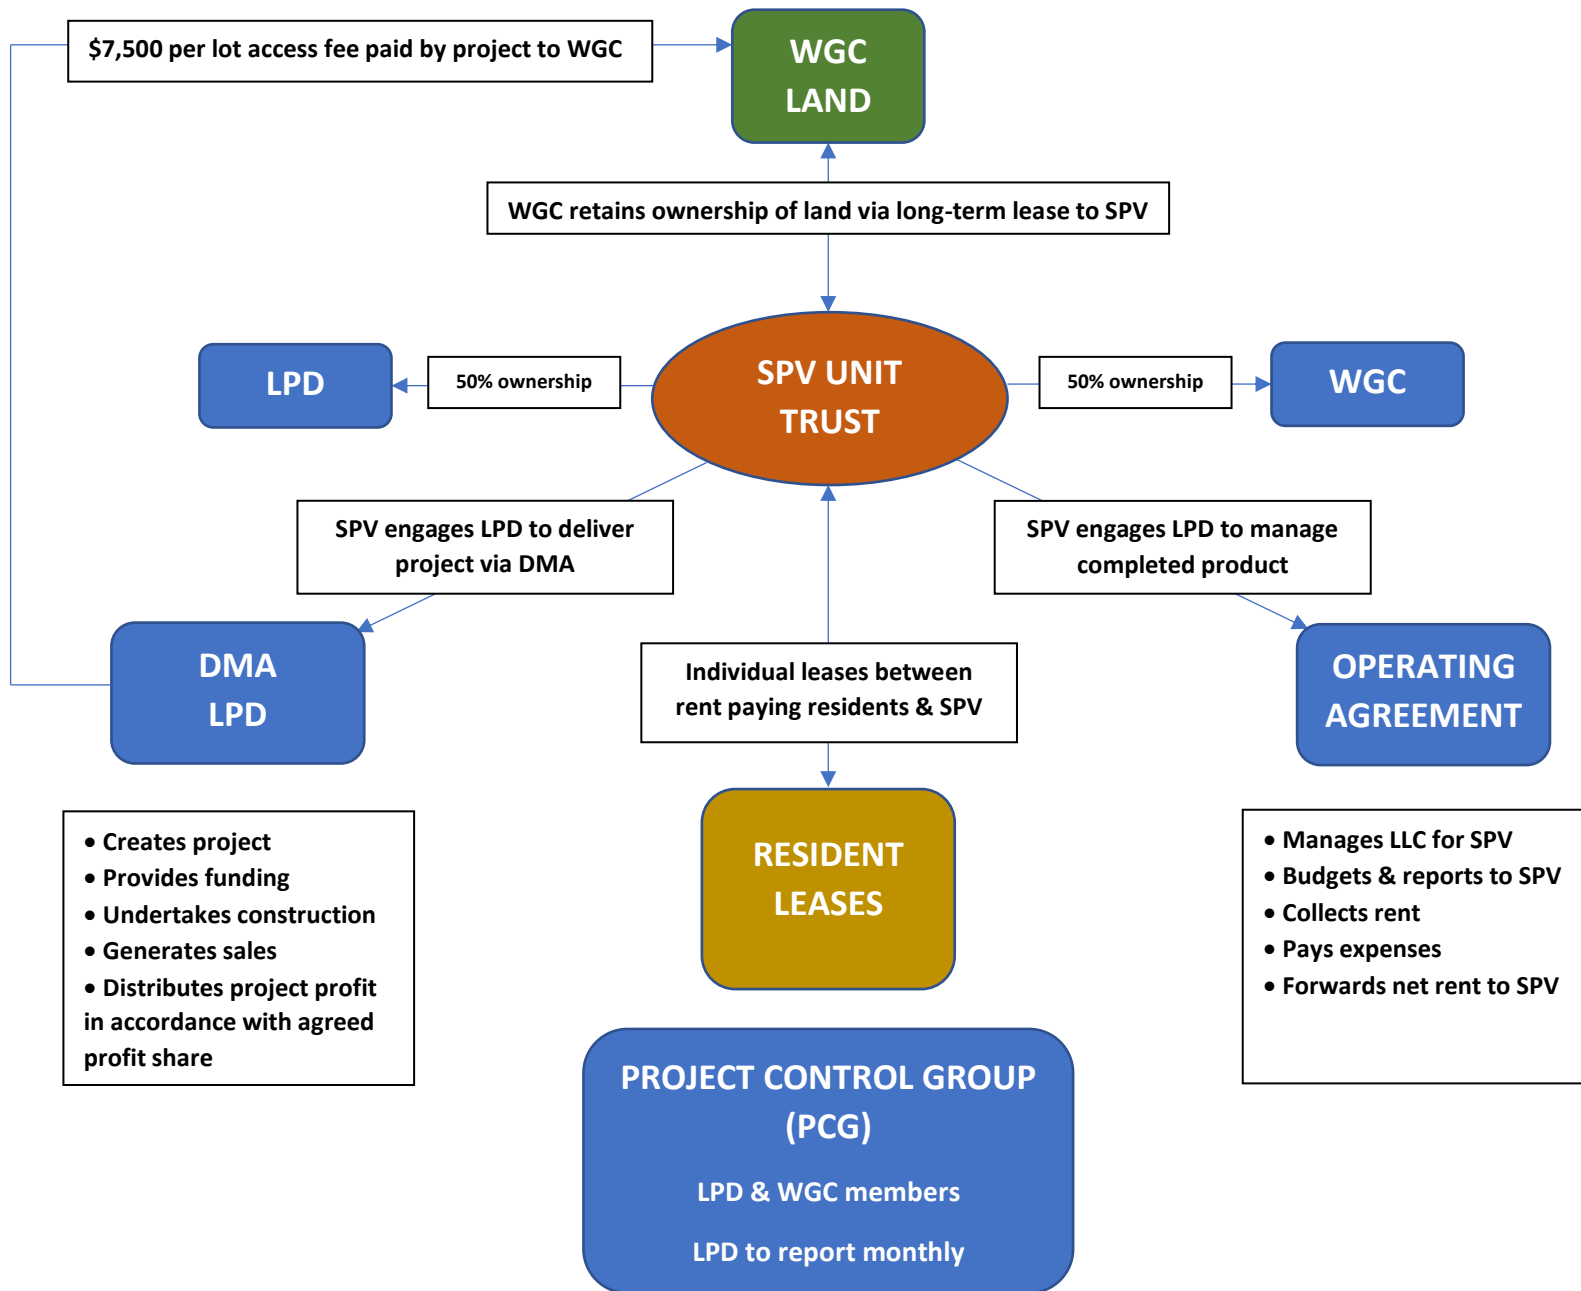 $7,500 per lot access fee paid by project to WGC
WGC
LAND
WGC retains ownership of land via long-term lease to SPV
LPD
50% ownership
SPV UNIT
TRUST
50% ownership
WGC
SPV engages LPD to deliver
project via DMA
SPV engages LPD to manage
completed product
DMA
LPD
Individual leases between
rent paying residents & SPV
OPERATING
AGREEMENT
• Creates project
• Provides funding
• Undertakes construction
• Generates sales
• Distributes project profit
in accordance with agreed
profit share
RESIDENT
LEASES
• Manages LLC for SPV
• Budgets & reports to SPV
• Collects rent
• Pays expenses
• Forwards net rent to SPV
PROJECT CONTROL GROUP
(PCG)
LPD & WGC members
LPD to report monthly